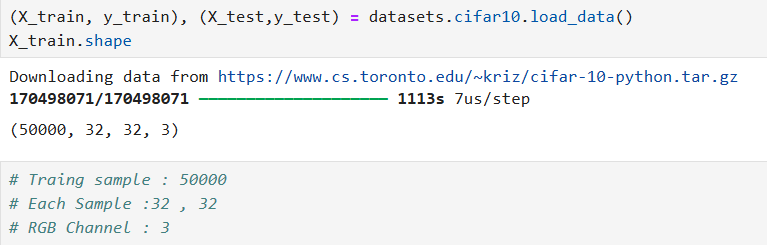 (X_train, y_train), (X_test,y_test) = datasets.cifar10.load_data()
X_train.shape
Downloading data from https://www.cs.toronto.edu/~kriz/cifar-10-python.tar.gz
170498071/170498071 ━━━━━━━━━━━━━━━━━━━━ 1113s 7us/step
(50000, 32, 32, 3)
# Traing sample : 50000
# Each Sample :32 , 32
# RGB Channel : 3